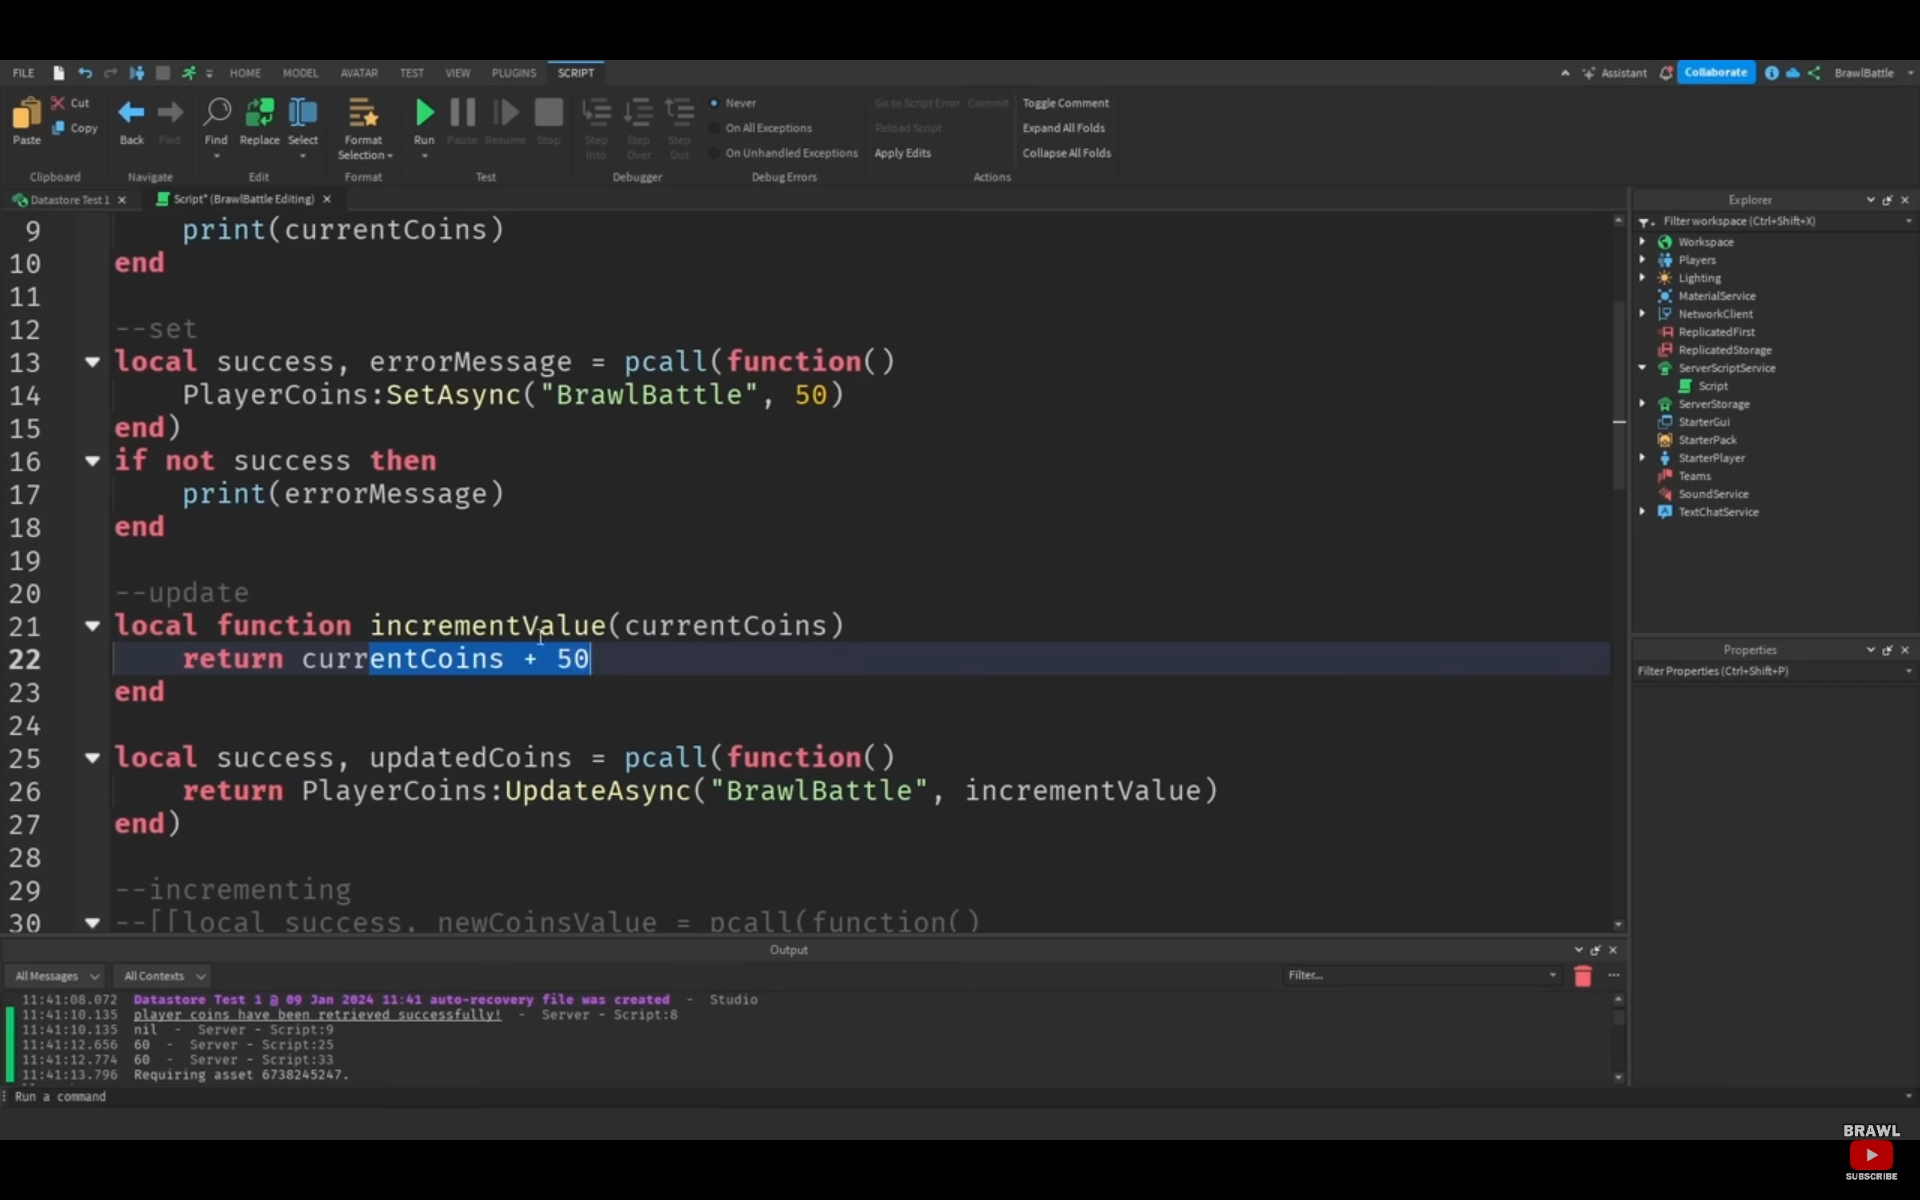 FILE HOME MODEL AVATAR TEST VIEW PLUGINS SCRIPT Assistant Collaborate BrawlBattle
Paste Cut Copy Back Fwd Find Replace Select Format Selection Run Pause Resume Stop Step Into Step Over Step Out
Never
On All Exceptions
On Unhandled Exceptions
Go to Script Error Commit
Reload Script
Apply Edits
Toggle Comment
Expand All Folds
Collapse All Folds
Clipboard Navigate Edit Format Test Debugger Debug Errors Actions
Datastore Test 1 Script* (BrawlBattle Editing)
9 print(currentCoins)
10 end
11
12 --set
13 local success, errorMessage = pcall(function()
14 PlayerCoins:SetAsync("BrawlBattle", 50)
15 end)
16 if not success then
17 print(errorMessage)
18 end
19
20 --update
21 local function incrementValue(currentCoins)
22 return currentCoins + 50
23 end
24
25 local success, updatedCoins = pcall(function()
26 return PlayerCoins:UpdateAsync("BrawlBattle", incrementValue)
27 end)
28
29 --incrementing
30 --[[local success, newCoinsValue = pcall(function()
Explorer
Filter workspace (Ctrl+Shift+X)
Workspace
Players
Lighting
MaterialService
NetworkClient
ReplicatedFirst
ReplicatedStorage
ServerScriptService
Script
ServerStorage
StarterGui
StarterPack
StarterPlayer
Teams
SoundService
TextChatService
Properties
Filter Properties (Ctrl+Shift+P)
Output
All Messages All Contexts Filter...
11:41:08.072 Datastore Test 1 @ 09 Jan 2024 11:41 auto-recovery file was created - Studio
11:41:10.135 player coins have been retrieved successfully! - Server - Script:8
11:41:10.135 nil - Server - Script:9
11:41:12.656 60 - Server - Script:25
11:41:12.774 60 - Server - Script:33
11:41:13.796 Requiring asset 6738245247.
Run a command
BRAWL
SUBSCRIBE